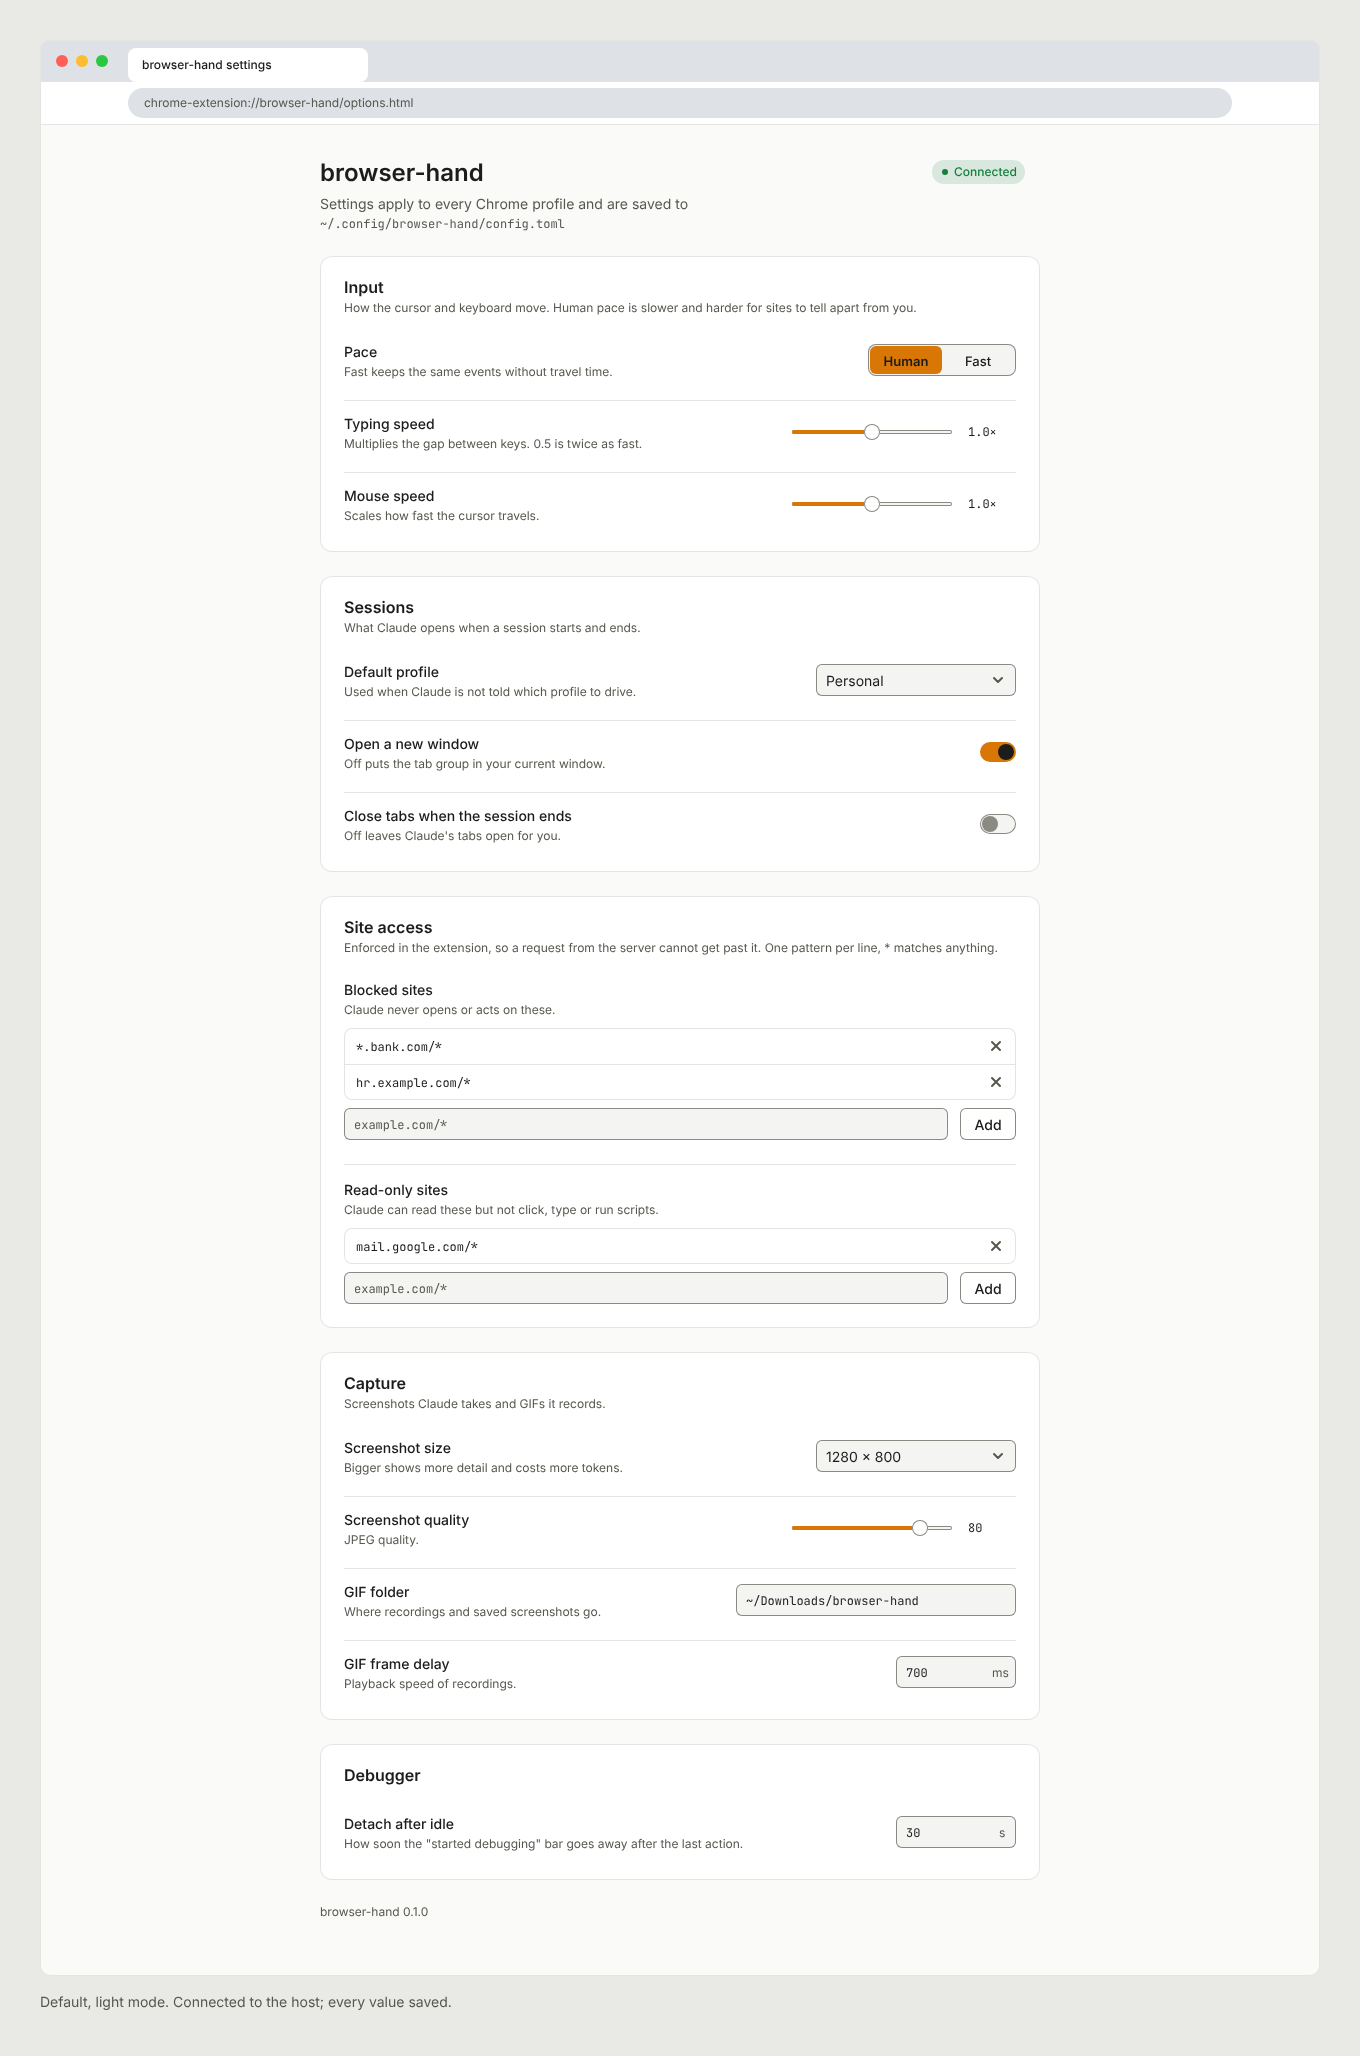 browser-hand settings
chrome-extension://browser-hand/options.html
browser-hand
Connected
Settings apply to every Chrome profile and are saved to
~/.config/browser-hand/config.toml
Input
How the cursor and keyboard move. Human pace is slower and harder for sites to tell apart from you.
Pace
Fast keeps the same events without travel time.
Human
Fast
Typing speed
Multiplies the gap between keys. 0.5 is twice as fast.
1.0×
Mouse speed
Scales how fast the cursor travels.
1.0×
Sessions
What Claude opens when a session starts and ends.
Default profile
Used when Claude is not told which profile to drive.
Personal
Open a new window
Off puts the tab group in your current window.
Close tabs when the session ends
Off leaves Claude's tabs open for you.
Site access
Enforced in the extension, so a request from the server cannot get past it. One pattern per line, * matches anything.
Blocked sites
Claude never opens or acts on these.
*.bank.com/*
hr.example.com/*
example.com/*
Add
Read-only sites
Claude can read these but not click, type or run scripts.
mail.google.com/*
example.com/*
Add
Capture
Screenshots Claude takes and GIFs it records.
Screenshot size
Bigger shows more detail and costs more tokens.
1280 × 800
Screenshot quality
JPEG quality.
80
GIF folder
Where recordings and saved screenshots go.
~/Downloads/browser-hand
GIF frame delay
Playback speed of recordings.
700 ms
Debugger
Detach after idle
How soon the "started debugging" bar goes away after the last action.
30 s
browser-hand 0.1.0
Default, light mode. Connected to the host; every value saved.